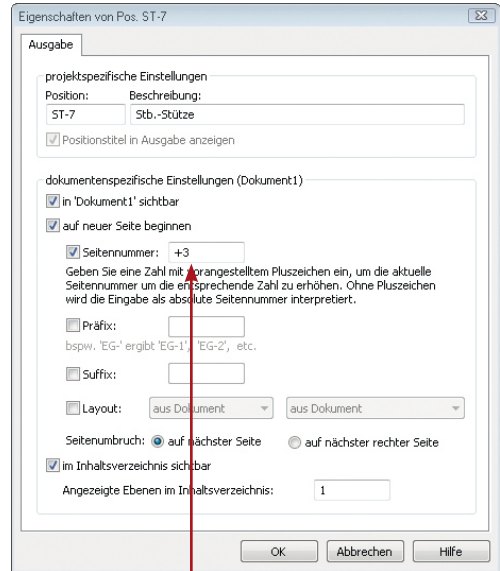 Eigenschaften von Pos. ST-7
Ausgabe
projektspezifische Einstellungen
Position: Beschreibung:
ST-7 Stb.-Stütze
Positionstitel in Ausgabe anzeigen
dokumentenspezifische Einstellungen (Dokument1)
in 'Dokument1' sichtbar
auf neuer Seite beginnen
Seitennummer: +3
Geben Sie eine Zahl mit vorangestelltem Pluszeichen ein, um die aktuelle
Seitennummer um die entsprechende Zahl zu erhöhen. Ohne Pluszeichen
wird die Eingabe als absolute Seitennummer interpretiert.
Präfix:
bspw. 'EG-' ergibt 'EG-1', 'EG-2', etc.
Suffix:
Layout: aus Dokument aus Dokument
Seitenumbruch: auf nächster Seite auf nächster rechter Seite
im Inhaltsverzeichnis sichtbar
Angezeigte Ebenen im Inhaltsverzeichnis: 1
OK Abbrechen Hilfe